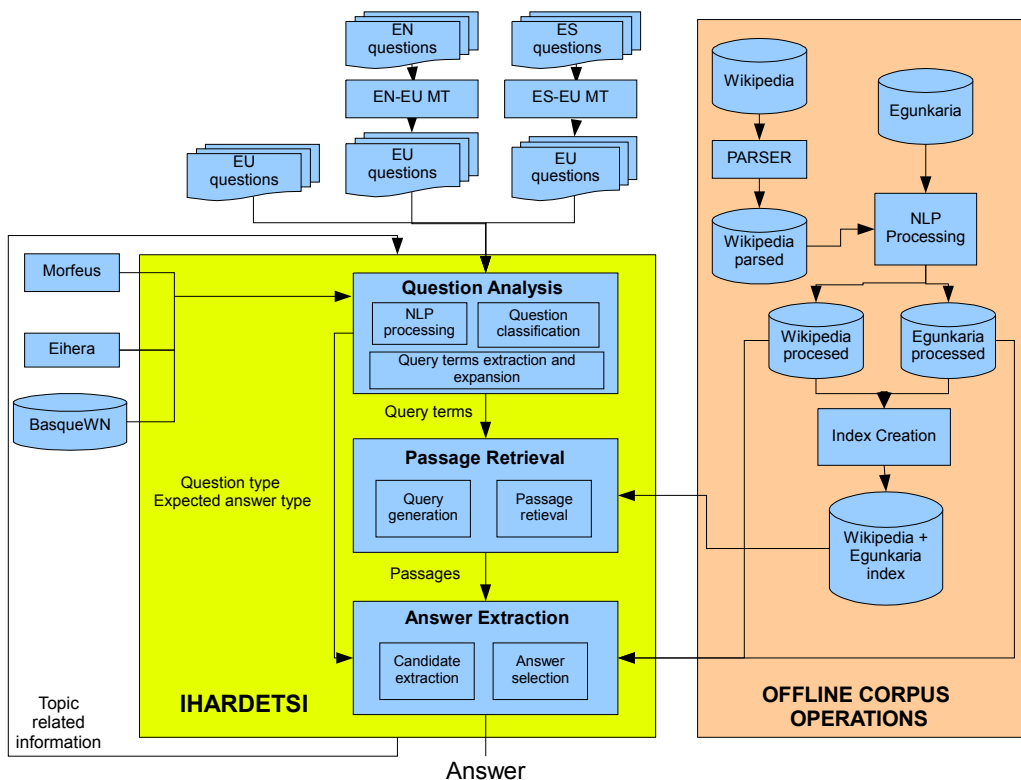 EN
questions
ES
questions
EN-EU MT
ES-EU MT
EU
questions
EU
questions
EU
questions
Morfeus
Eihera
BasqueWN
Question Analysis
NLP
processing
Question
classification
Query terms extraction and
expansion
Query terms
Passage Retrieval
Query
generation
Passage
retieval
Question type
Expected answer type
Passages
Answer Extraction
Candidate
extraction
Answer
selection
IHARDETSI
Topic
related
information
Answer
Wikipedia
Egunkaria
PARSER
Wikipedia
parsed
NLP
Processing
Wikipedia
procesed
Egunkaria
processed
Index Creation
Wikipedia +
Egunkaria
index
OFFLINE CORPUS
OPERATIONS